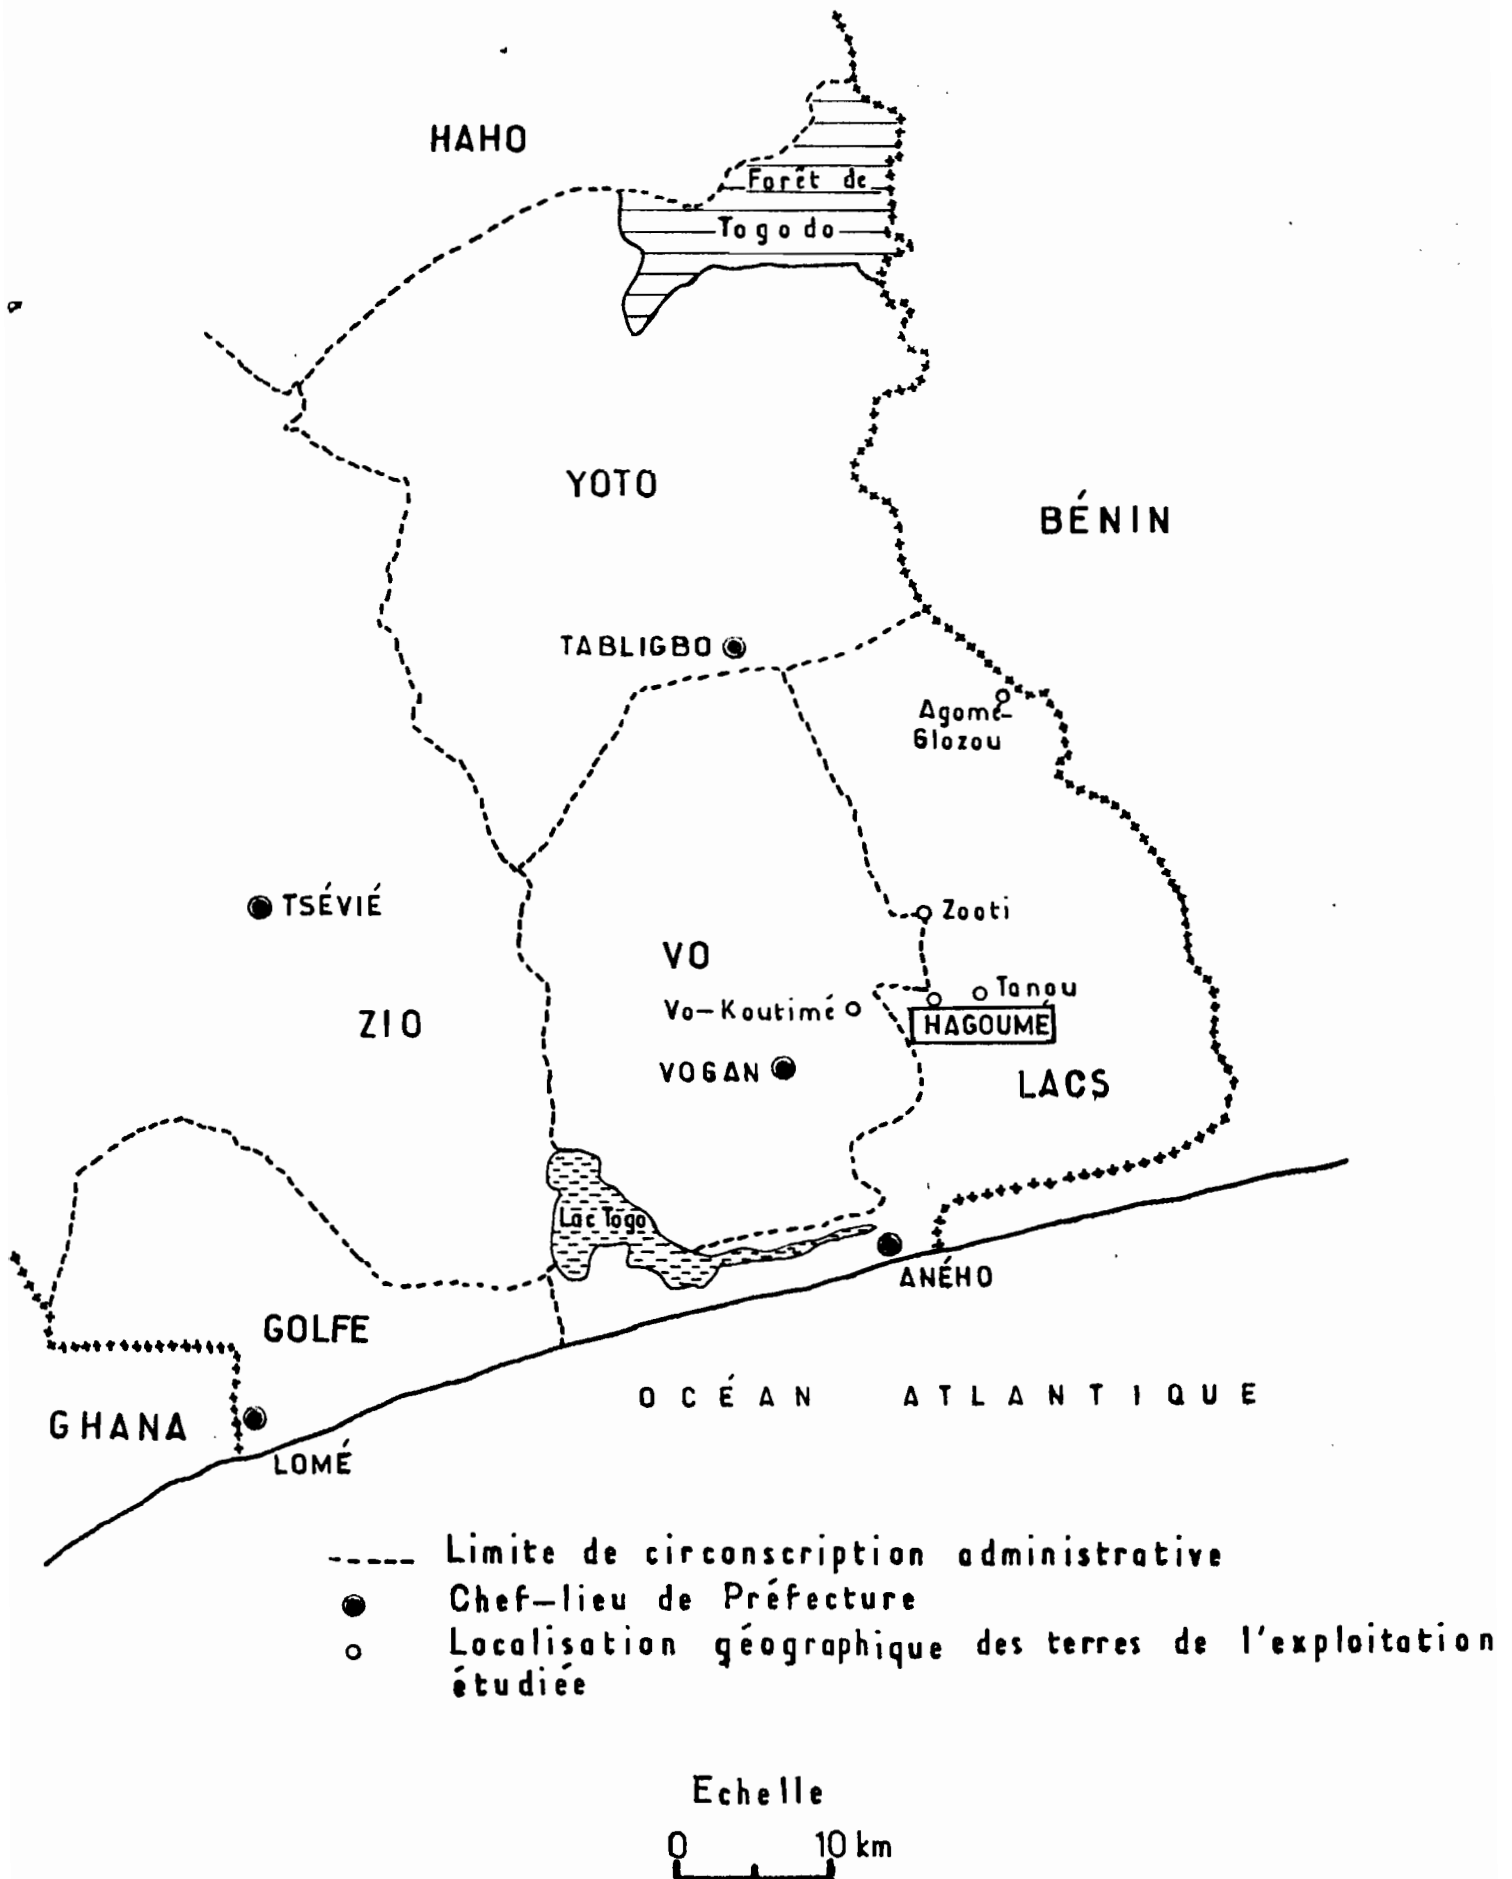 HAHO
Forêt de
Togodo
YOTO
BÉNIN
TABLIGBO
Agomé-
Glozou
TSÉVIÉ
Zooti
VO
Tanou
Vo-Koutimé
HAGOUMÉ
ZIO
VOGAN
LACS
Lac Togo
ANÉHO
GOLFE
OCÉAN ATLANTIQUE
GHANA
LOMÉ
Limite de circonscription administrative
Chef-lieu de Préfecture
Localisation géographique des terres de l'exploitation
étudiée
Echelle
0 10 km